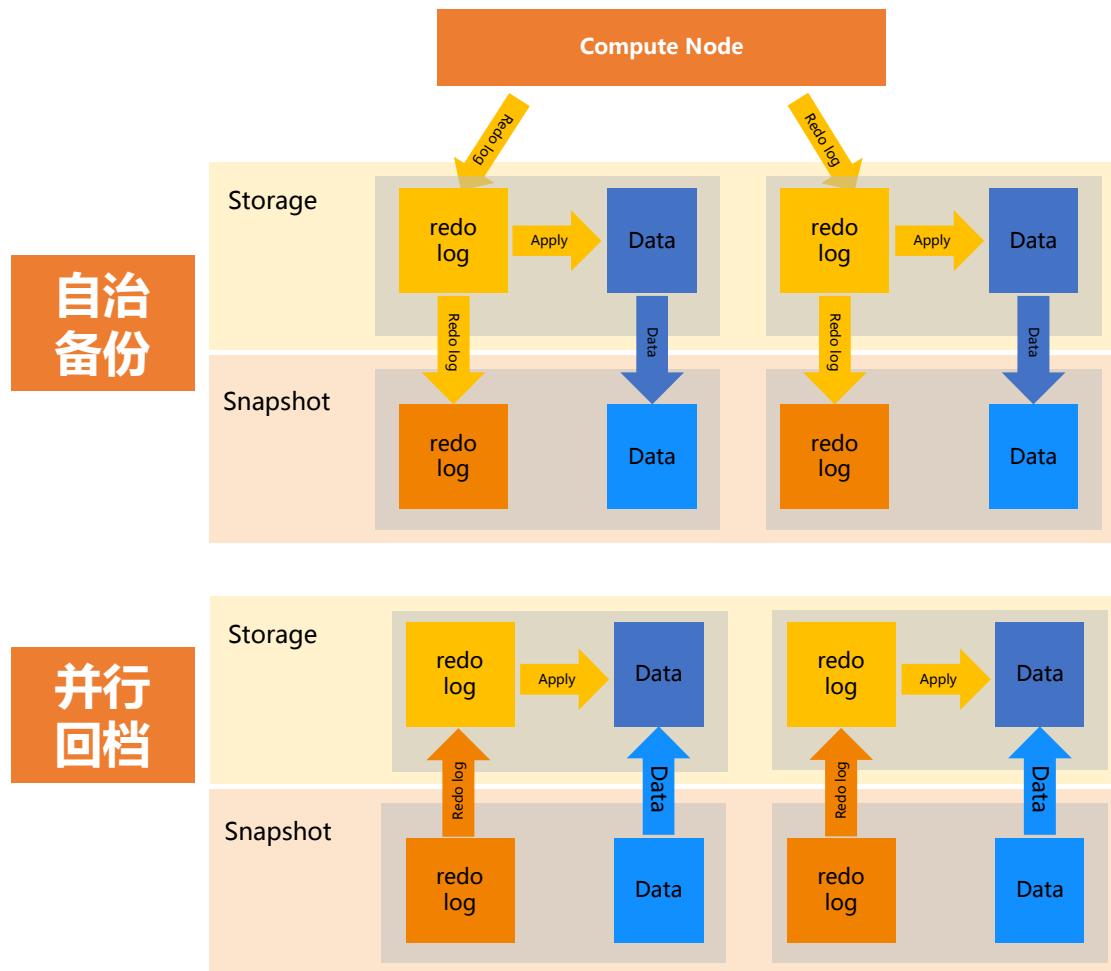 Compute Node
Redo log
Redo log
Storage
redo
log
Apply
Data
redo
log
Apply
Data
自治
备份
Redo log
Data
Redo log
Data
Snapshot
redo
log
Data
redo
log
Data
Storage
redo
log
Apply
Data
redo
log
Apply
Data
并行
回档
Redo log
Data
Redo log
Data
Snapshot
redo
log
Data
redo
log
Data